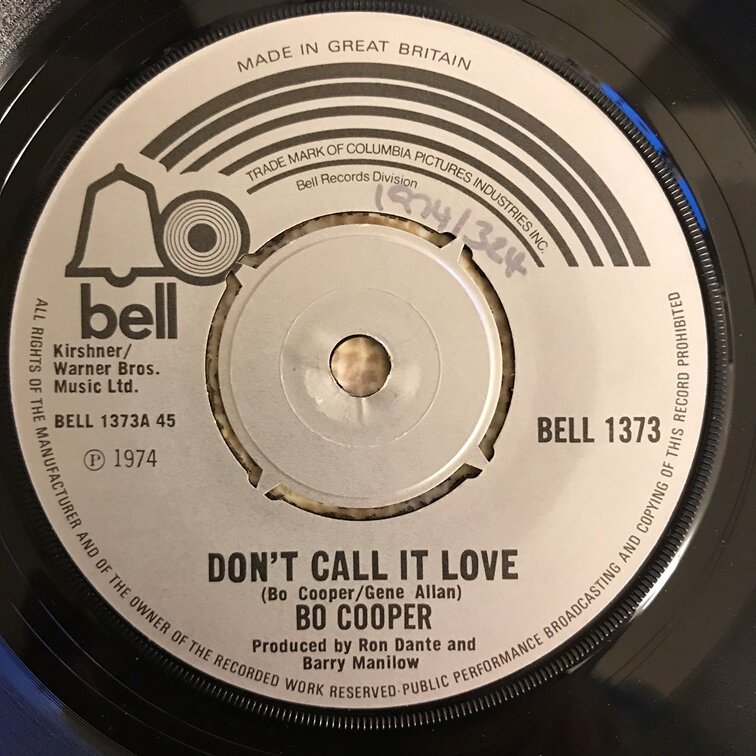 MADE IN GREAT BRITAIN
TRADE MARK OF COLUMBIA PICTURES INDUSTRIES INC.
Bell Records Division
1974/324
bell
Kirshner/
Warner Bros.
Music Ltd.
BELL 1373A 45
Ⓟ 1974
BELL 1373
DON'T CALL IT LOVE
(Bo Cooper/Gene Allan)
BO COOPER
Produced by Ron Dante and
Barry Manilow
ALL RIGHTS OF THE MANUFACTURER AND OF THE OWNER OF THE RECORDED WORK RESERVED·PUBLIC PERFORMANCE BROADCASTING AND COPYING OF THIS RECORD PROHIBITED